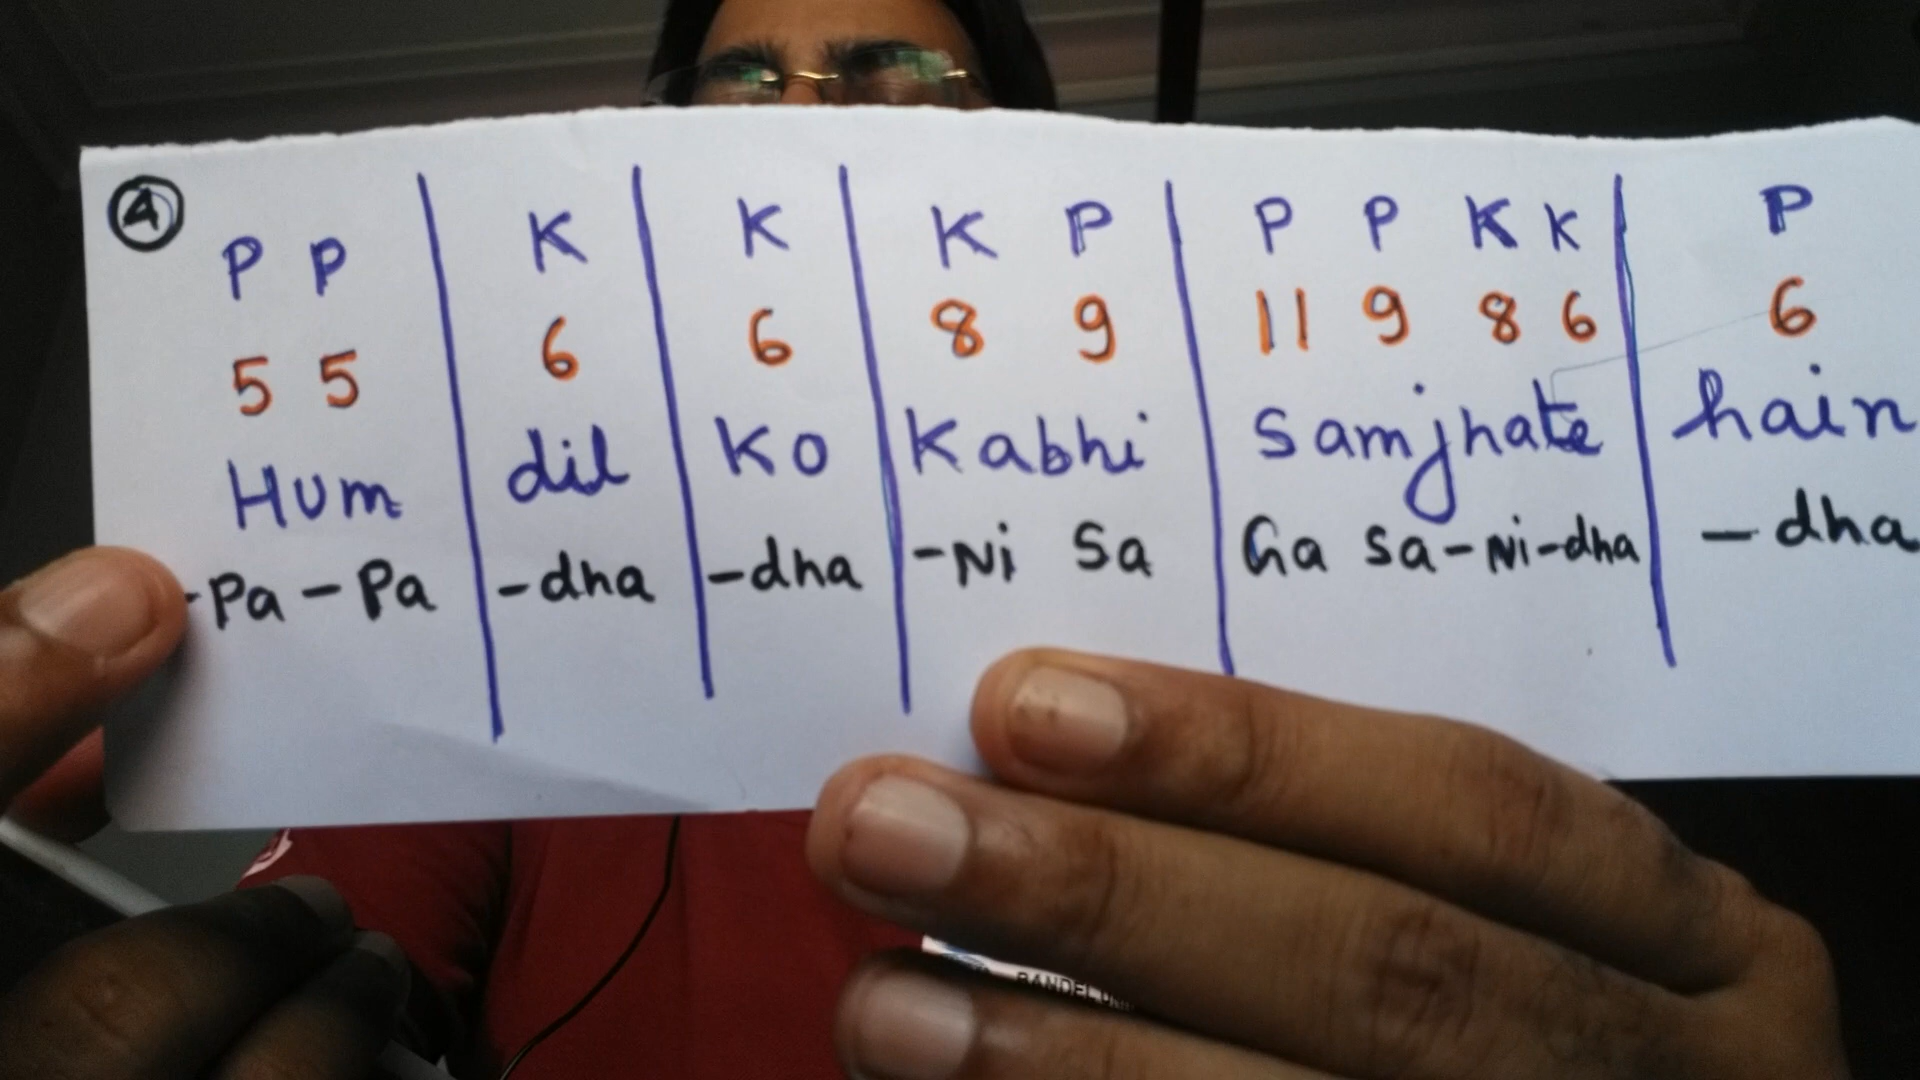 4
P P | K | K | K P | P P K K | P
5 5 | 6 | 6 | 8 9 | 11 9 8 6 | 6
Hum | dil | Ko | Kabhi | Samjhate | hain
-Pa - Pa | -dha | -dha | -Ni Sa | Ga Sa - Ni - dha | - dha